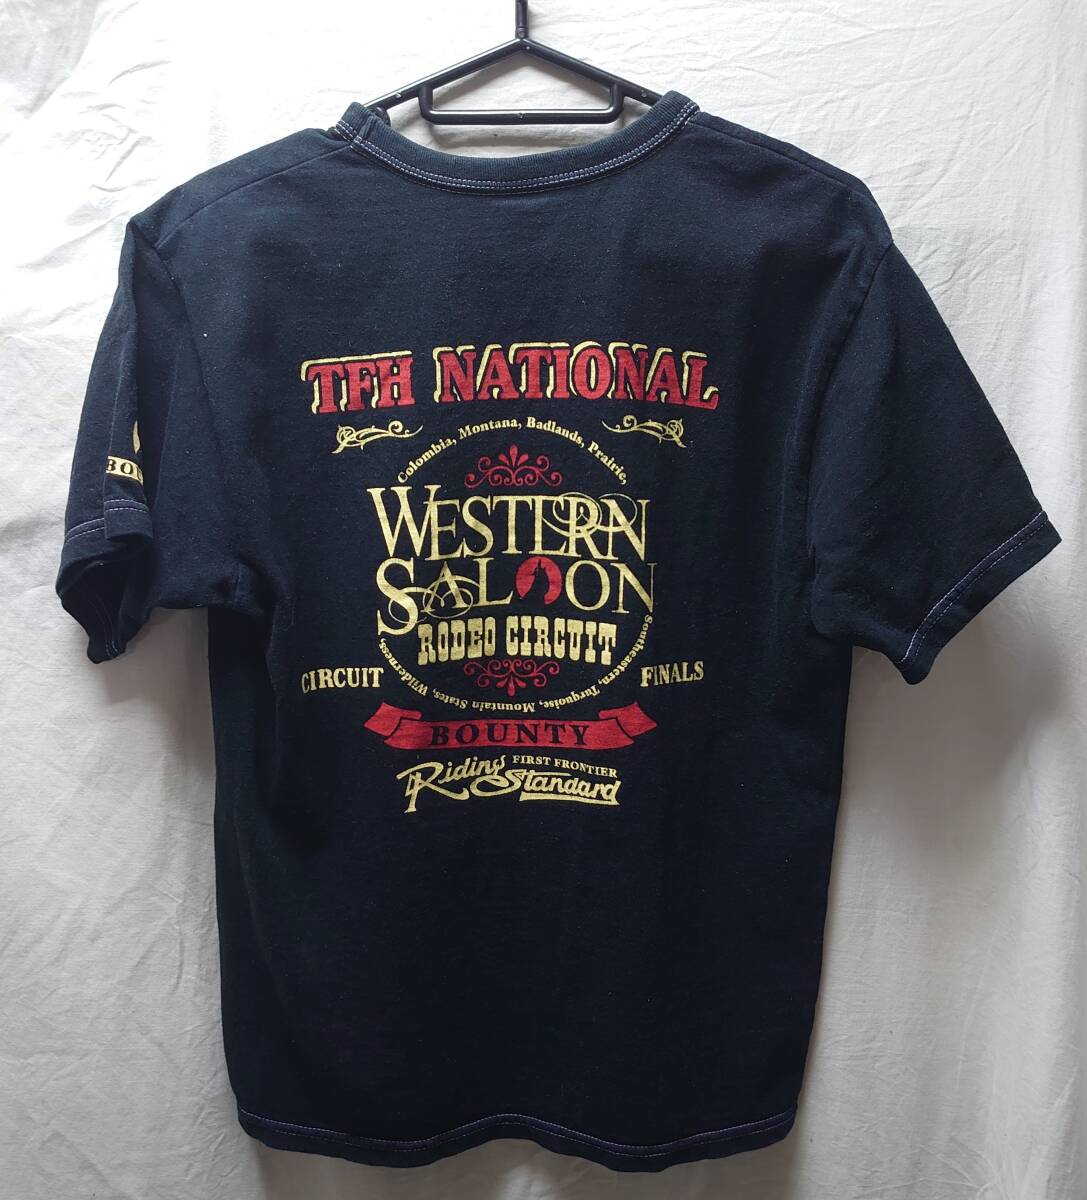 TFH NATIONAL
Colombia, Montana, Badlands, Prairie,
WESTERN
SALOON
RODEO CIRCUIT
Southeastern, Turquoise, Mountain States, Wilderness,
CIRCUIT
FINALS
BOUNTY
FIRST FRONTIER
Riding Standard